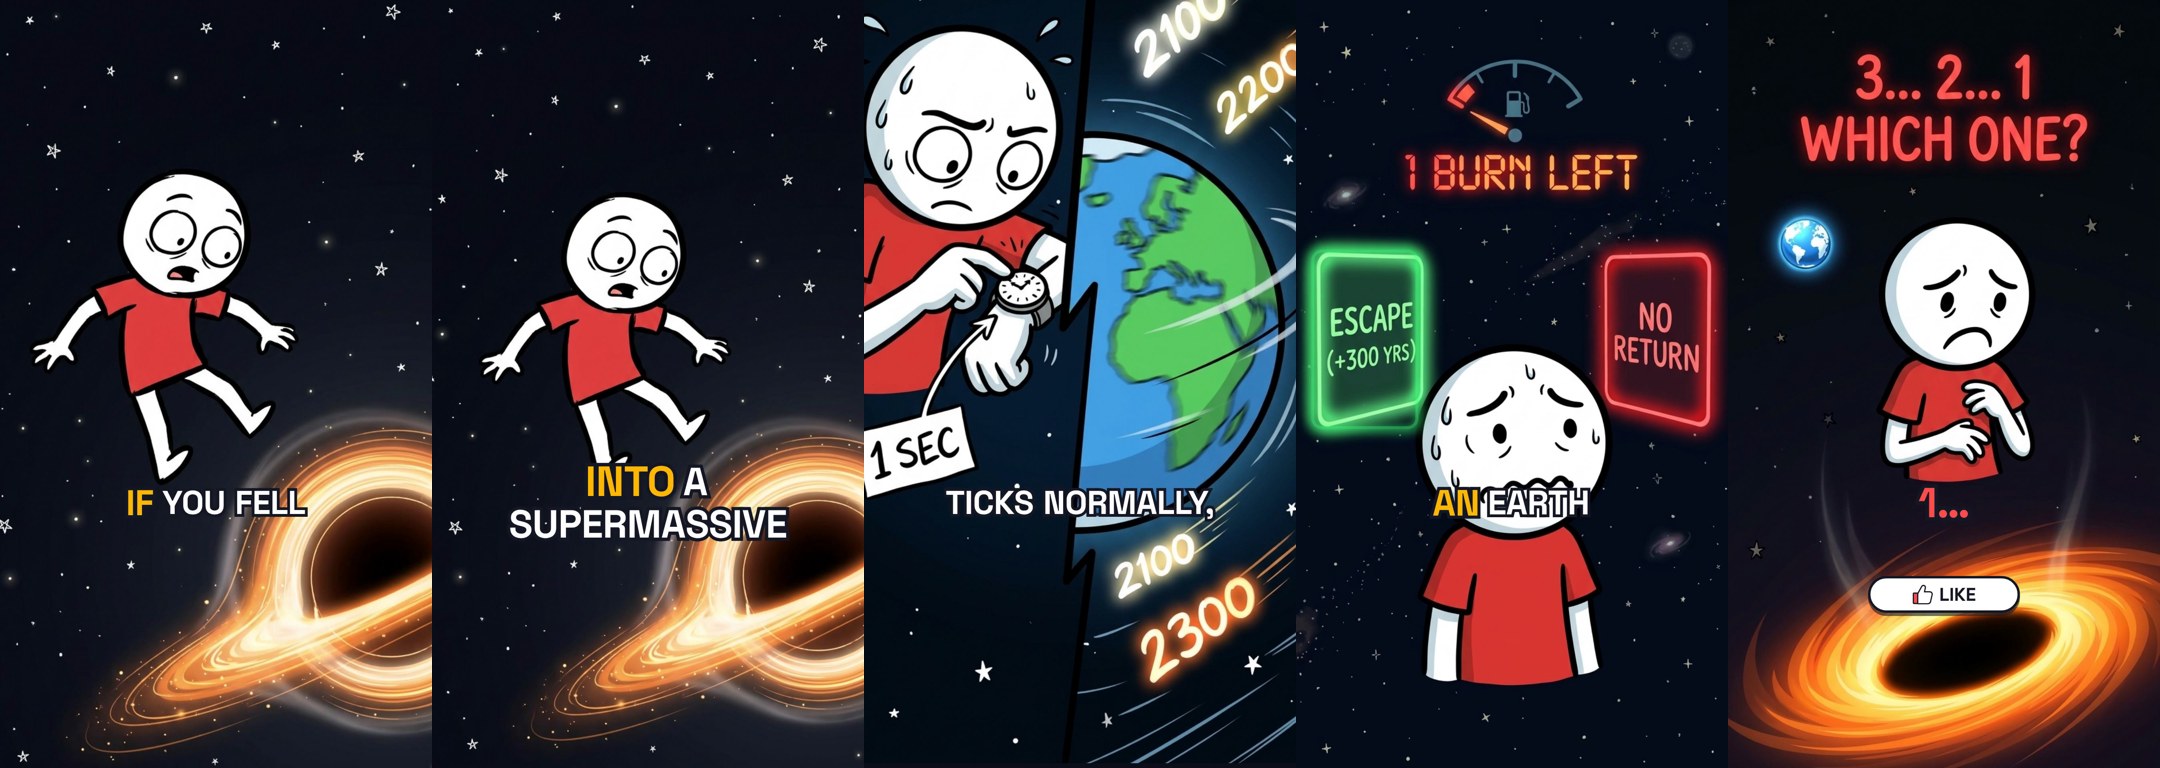 IF YOU FELL
INTO A
SUPERMASSIVE
2100
2200
1 SEC
TICKS NORMALLY,
2100
2300
1 BURN LEFT
ESCAPE
(+300 YRS)
NO
RETURN
AN EARTH
3... 2... 1
WHICH ONE?
1...
LIKE